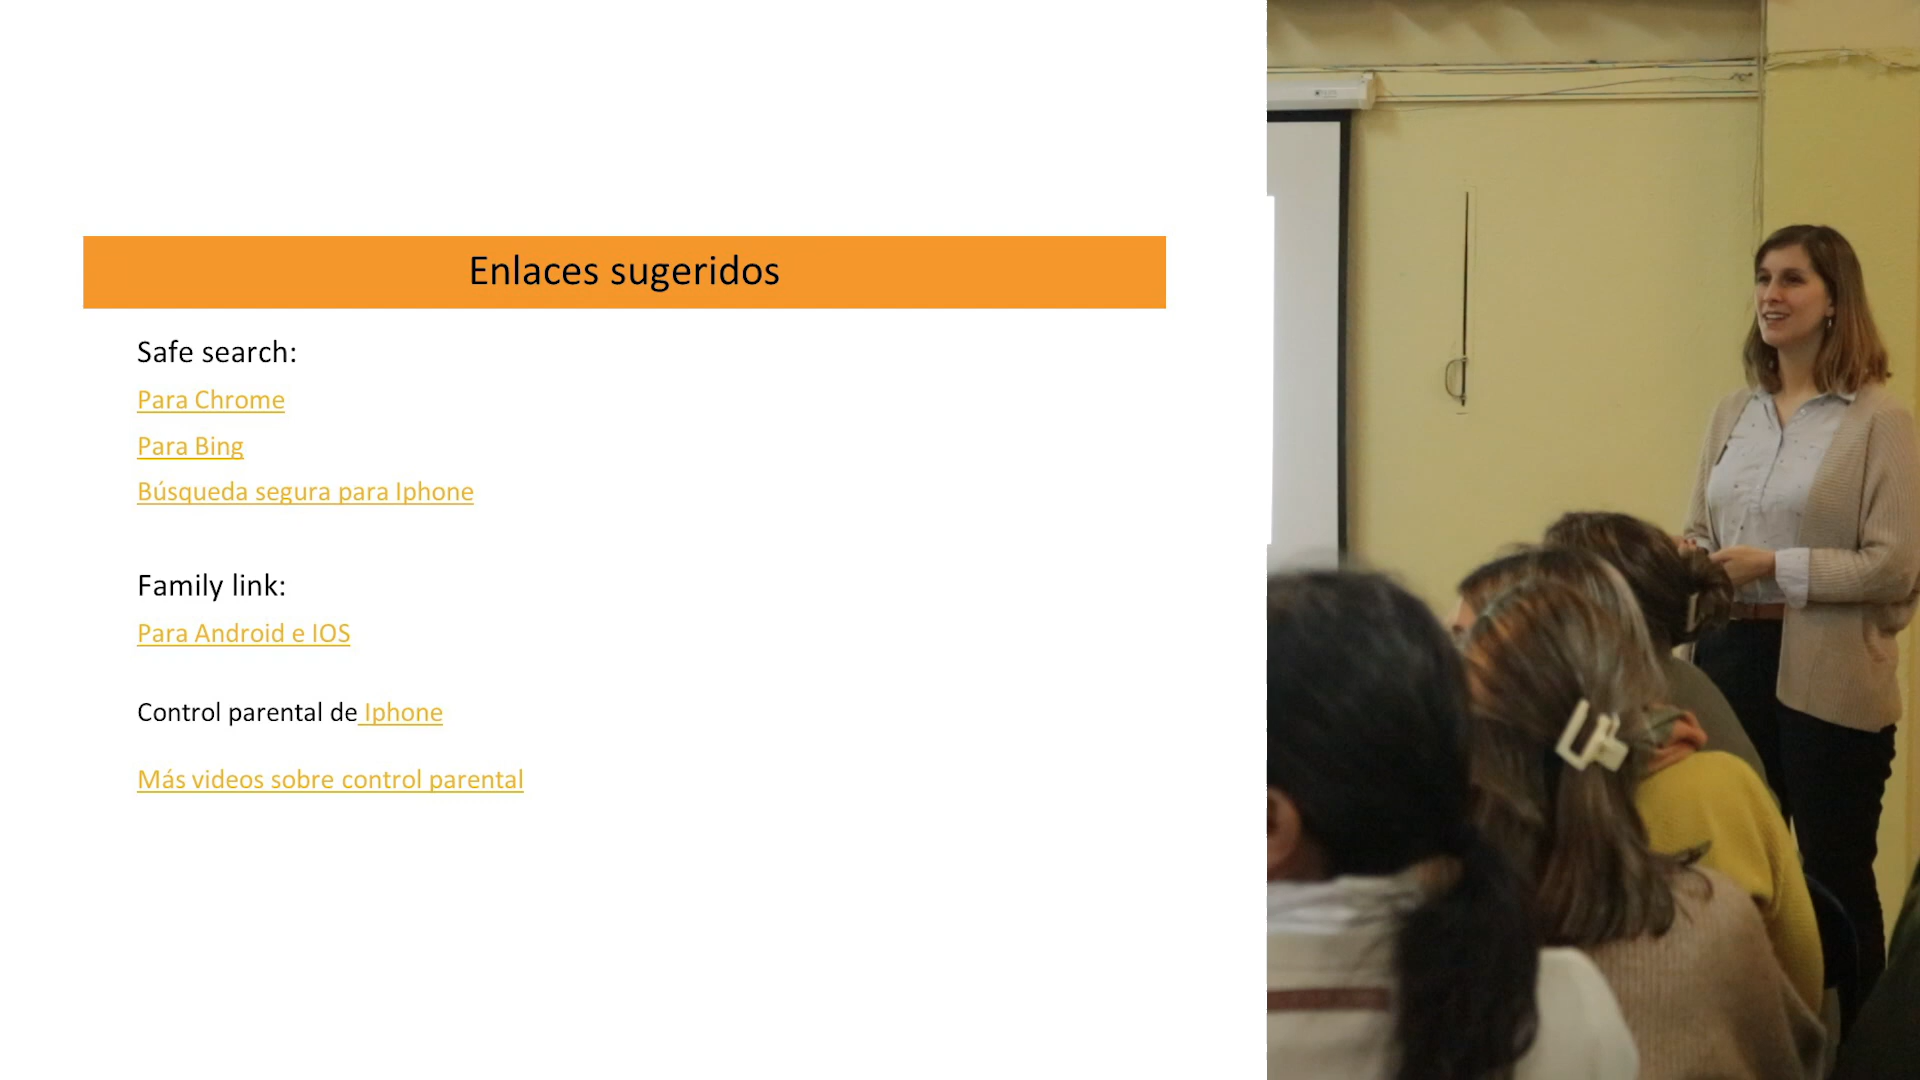 Enlaces sugeridos
Safe search:
Para Chrome
Para Bing
Búsqueda segura para Iphone
Family link:
Para Android e IOS
Control parental de Iphone
Más videos sobre control parental